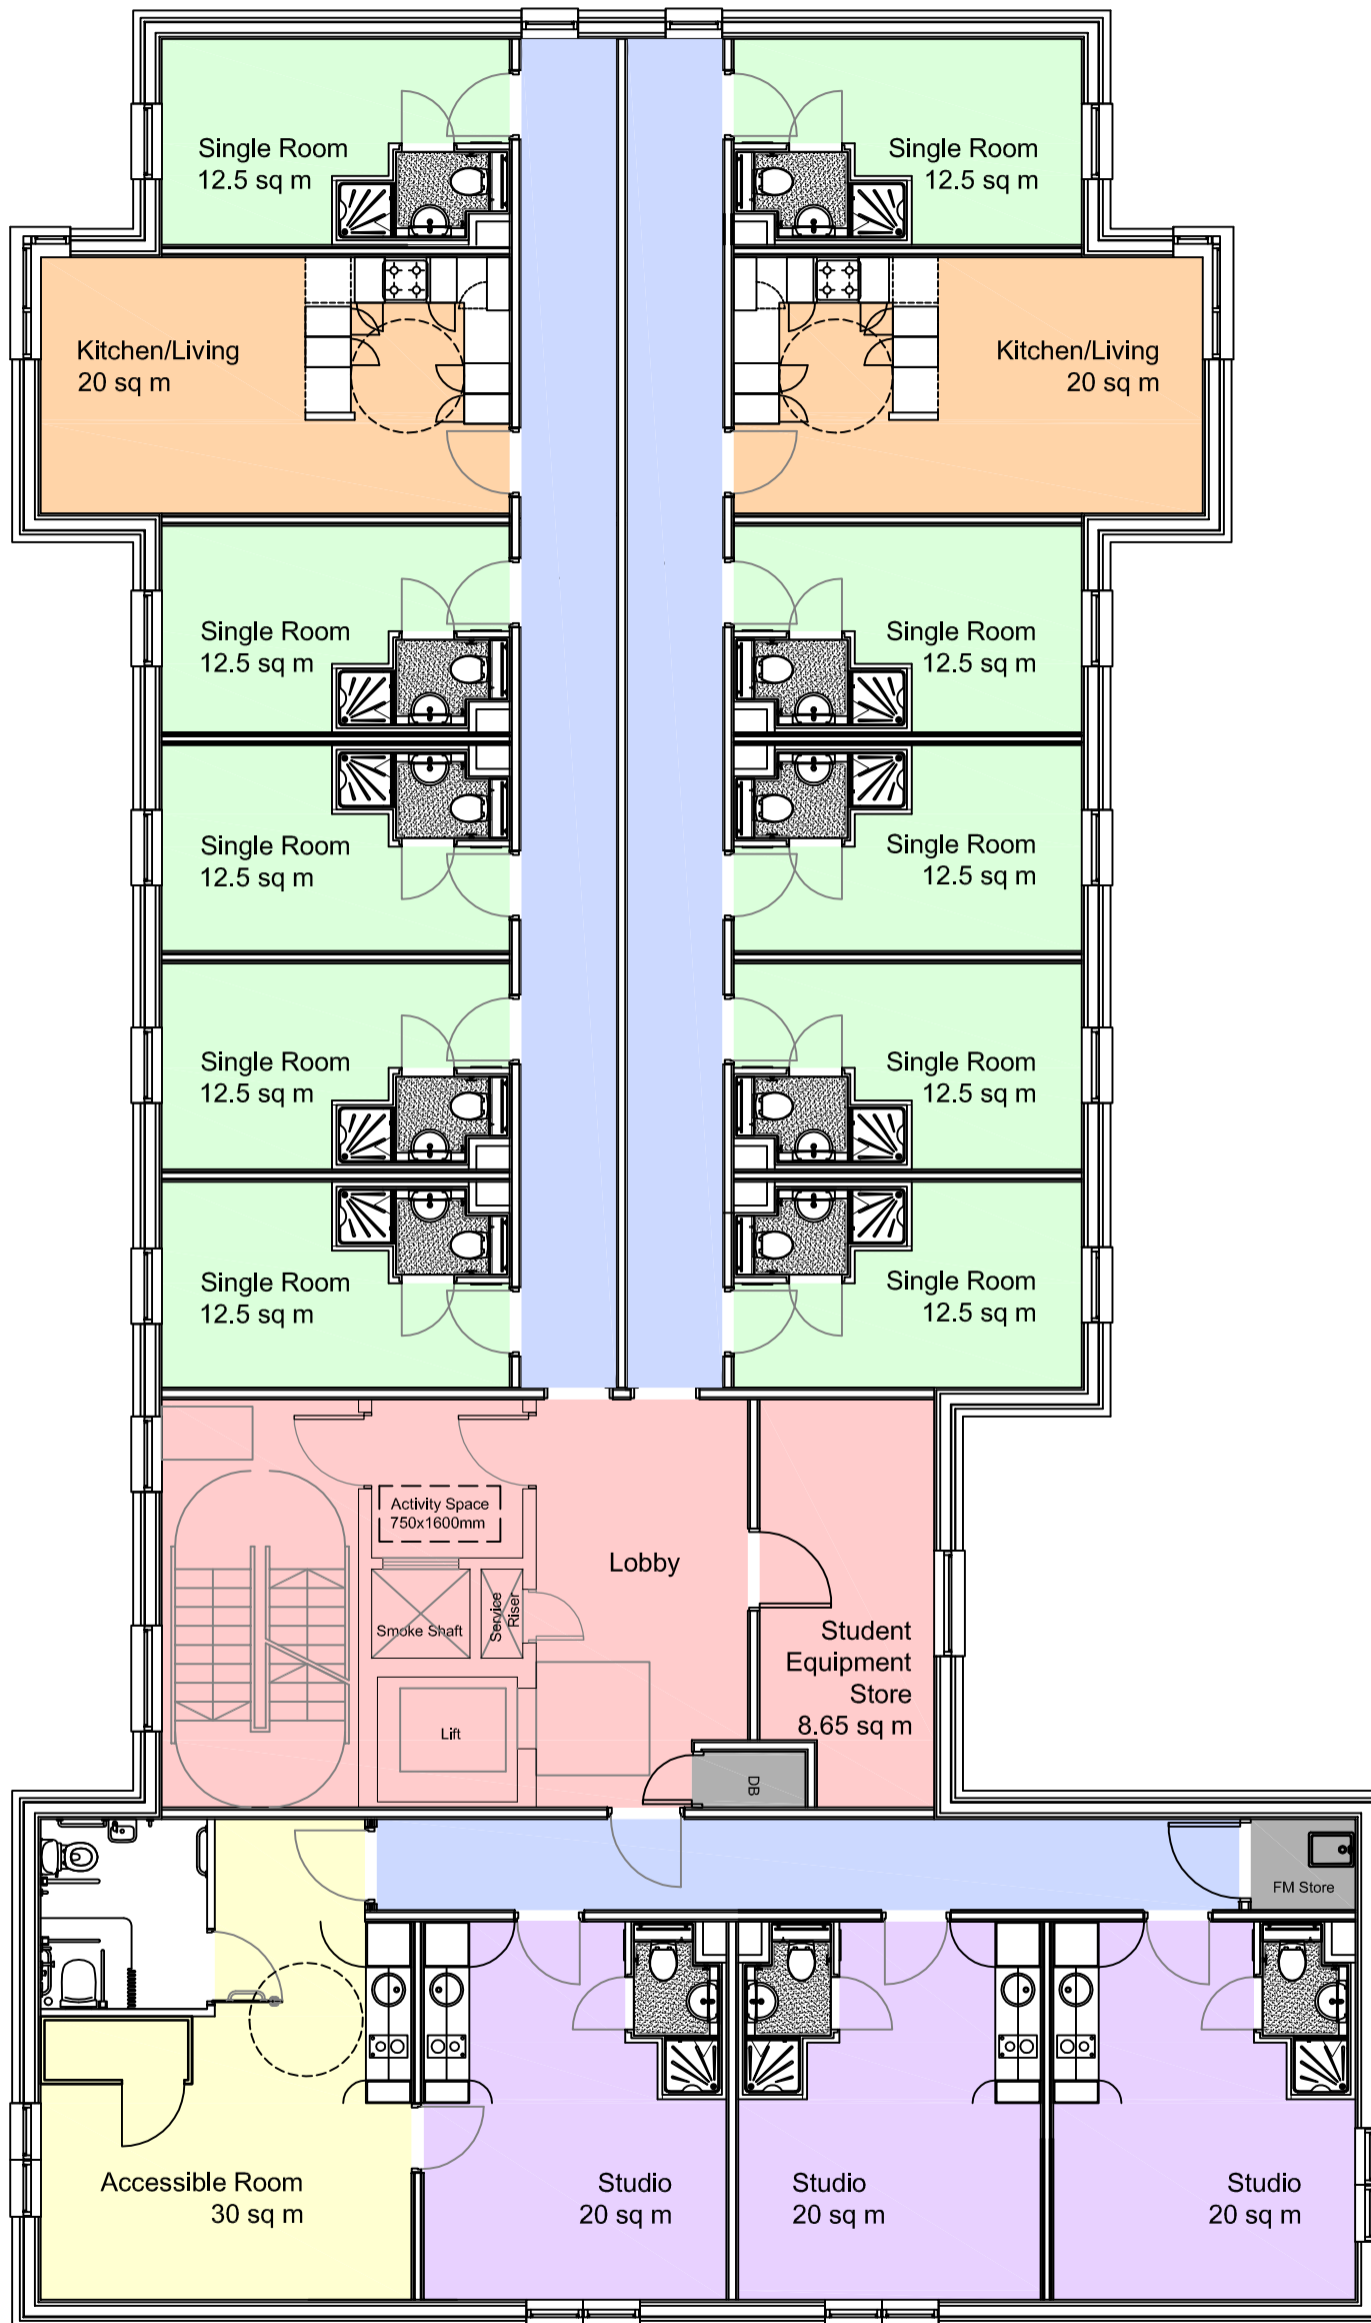 Single Room
12.5 sq m
Single Room
12.5 sq m
Kitchen/Living
20 sq m
Kitchen/Living
20 sq m
Single Room
12.5 sq m
Single Room
12.5 sq m
Single Room
12.5 sq m
Single Room
12.5 sq m
Single Room
12.5 sq m
Single Room
12.5 sq m
Single Room
12.5 sq m
Single Room
12.5 sq m
Activity Space
750x1600mm
Lobby
Smoke Shaft
Service
Riser
Student
Equipment
Store
8.65 sq m
Lift
DB
FM Store
Accessible Room
30 sq m
Studio
20 sq m
Studio
20 sq m
Studio
20 sq m